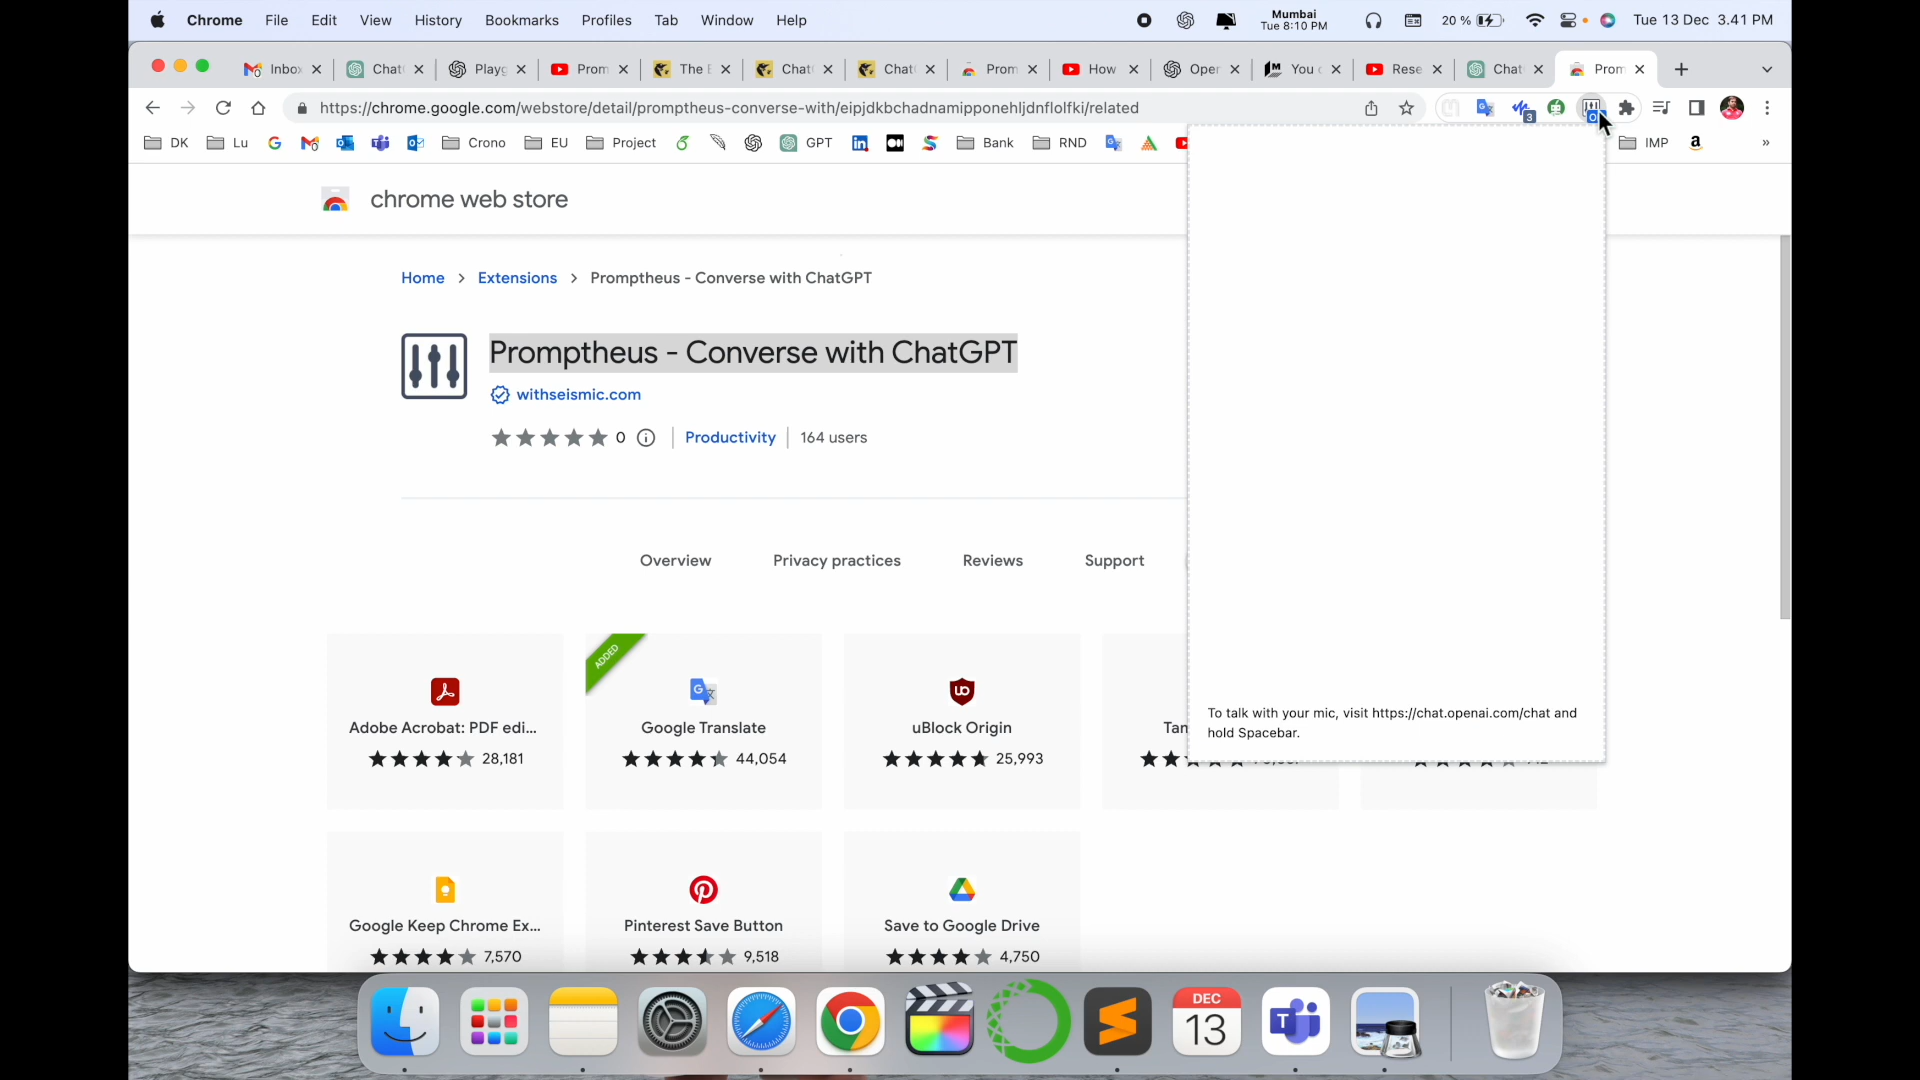 Chrome File Edit View History Bookmarks Profiles Tab Window Help
Mumbai
Tue 8:10 PM
20 %
Tue 13 Dec 3.41 PM
Inbo
Chat
Playg
Prom
The
Chat
Chat
Prom
How
Oper
You
Rese
Chat
Prom
https://chrome.google.com/webstore/detail/promptheus-converse-with/eipjdkbchadnamipponehljdnflolfki/related
3
DK Lu Crono EU Project GPT Bank RND IMP »
chrome web store
Home > Extensions > Promptheus - Converse with ChatGPT
Promptheus - Converse with ChatGPT
withseismic.com
0 Productivity 164 users
Overview Privacy practices Reviews Support
ADDED
Adobe Acrobat: PDF edi...
28,181
Google Translate
44,054
uBlock Origin
25,993
Tan
To talk with your mic, visit https://chat.openai.com/chat and
hold Spacebar.
Google Keep Chrome Ex...
7,570
Pinterest Save Button
9,518
Save to Google Drive
4,750
DEC
13